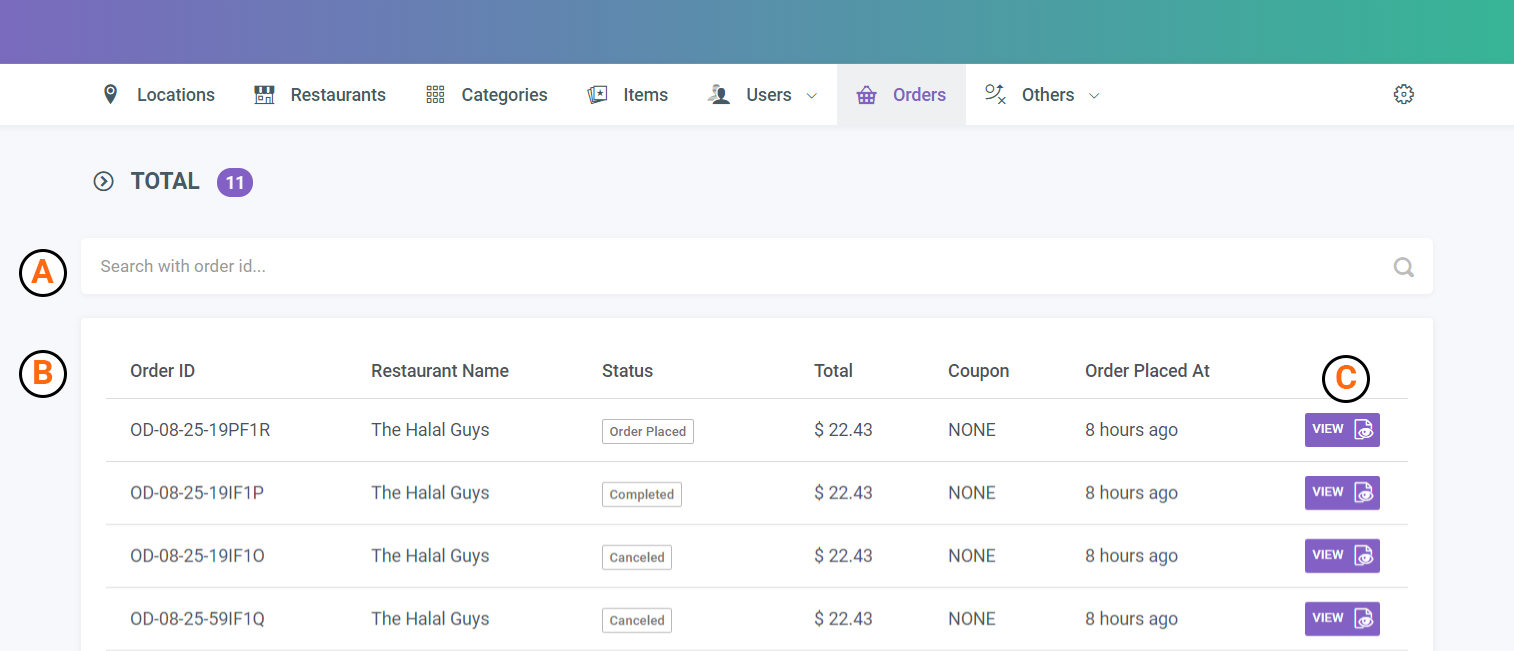 Locations Restaurants Categories Items Users Orders Others
TOTAL 11
A Search with order id...
B Order ID Restaurant Name Status Total Coupon Order Placed At C
OD-08-25-19PF1R The Halal Guys Order Placed $ 22.43 NONE 8 hours ago VIEW
OD-08-25-19IF1P The Halal Guys Completed $ 22.43 NONE 8 hours ago VIEW
OD-08-25-19IF1O The Halal Guys Canceled $ 22.43 NONE 8 hours ago VIEW
OD-08-25-59IF1Q The Halal Guys Canceled $ 22.43 NONE 8 hours ago VIEW